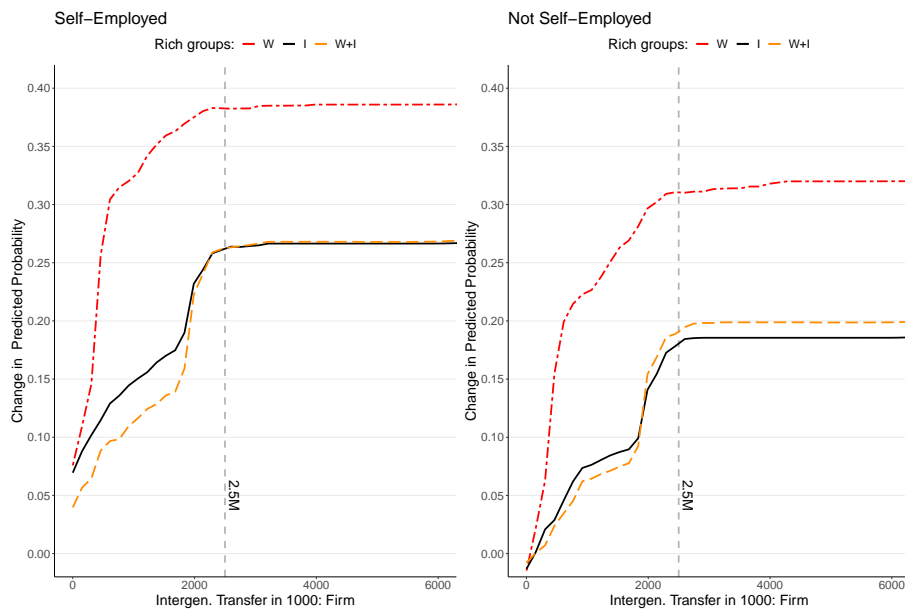 Self−Employed
Rich groups: W I W+I
Change in Predicted Probability
0.40
0.35
0.30
0.25
0.20
0.15
0.10
0.05
0.00
2.5M
0 2000 4000 6000
Intergen. Transfer in 1000: Firm
Not Self−Employed
Rich groups: W I W+I
Change in Predicted Probability
0.40
0.35
0.30
0.25
0.20
0.15
0.10
0.05
0.00
2.5M
0 2000 4000 6000
Intergen. Transfer in 1000: Firm